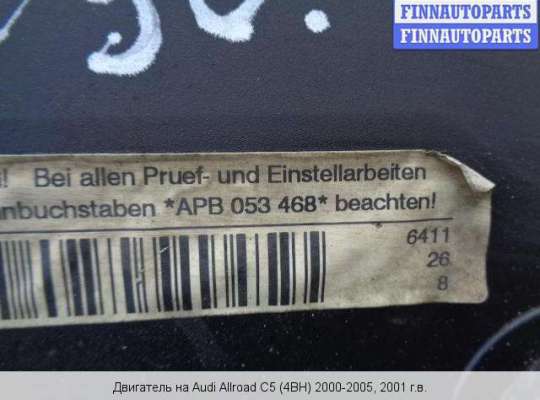 FINNAUTOPARTS
FINNAUTOPARTS
Bei allen Pruef- und Einstellarbeiten
nbuchstaben *APB 053 468* beachten!
6411
26
8
Двигатель на Audi Allroad C5 (4BH) 2000-2005, 2001 г.в.